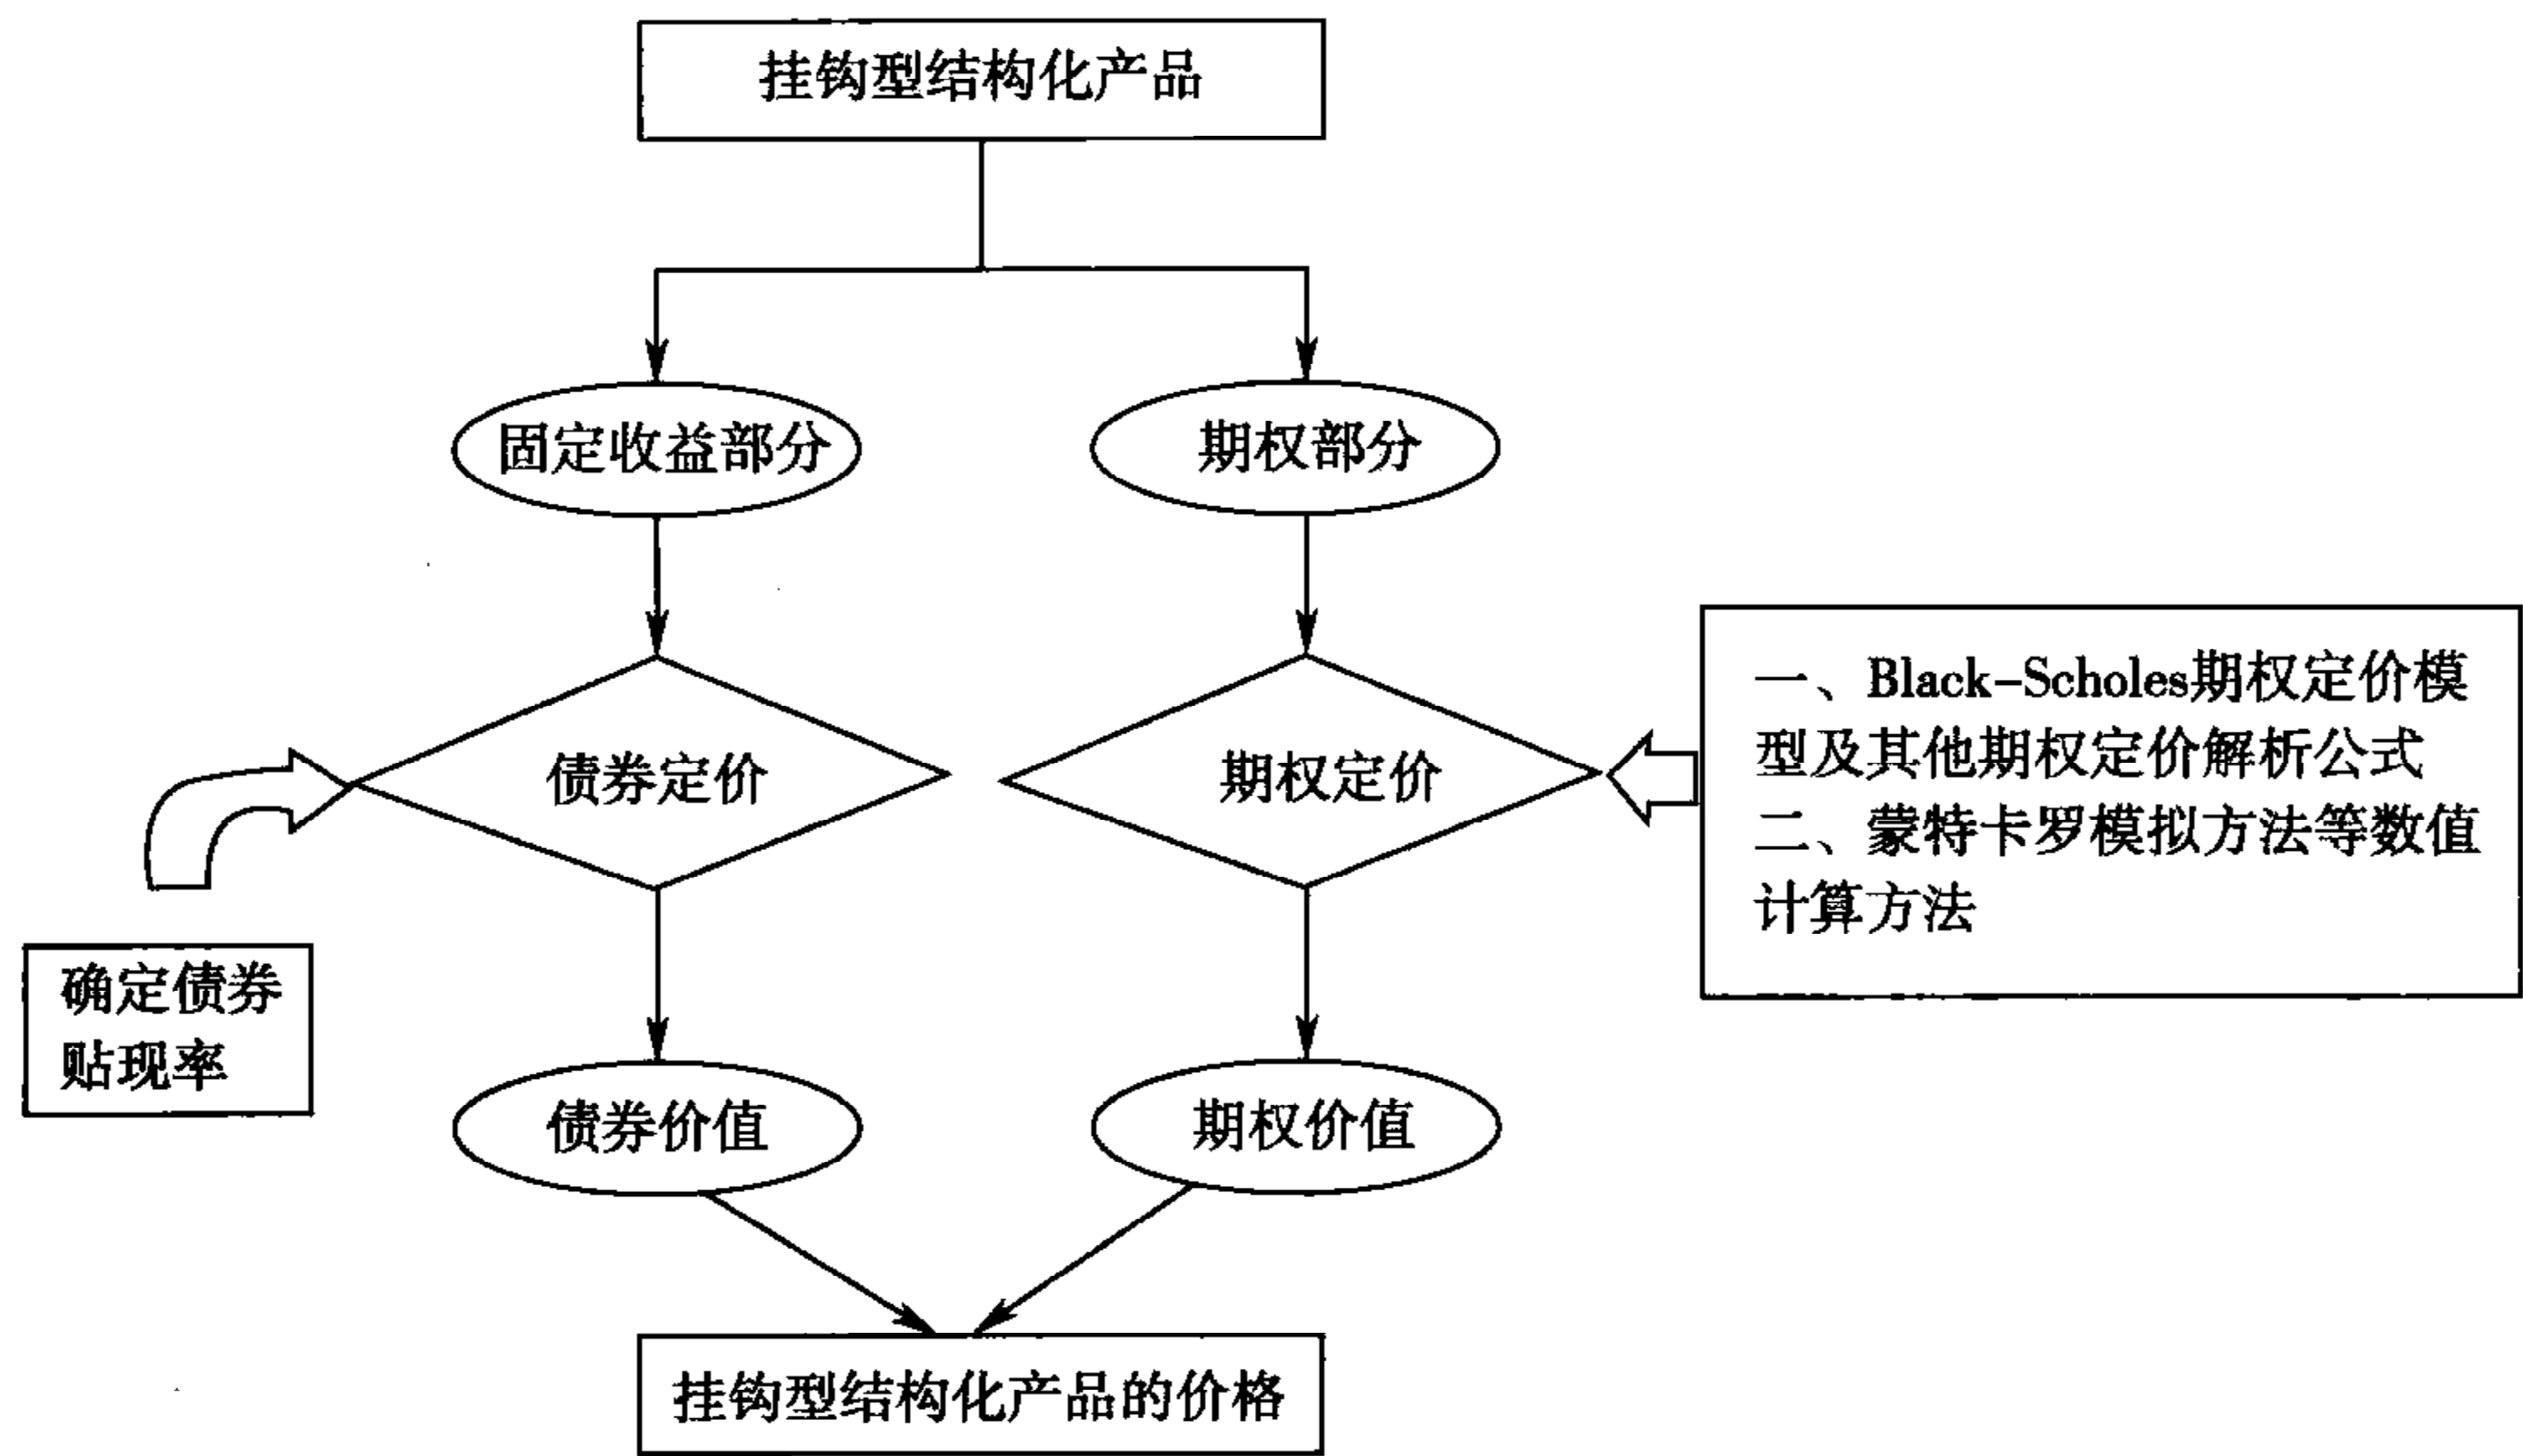 挂钩型结构化产品
固定收益部分
期权部分
债券定价
期权定价
一、Black-Scholes期权定价模
型及其他期权定价解析公式
二、蒙特卡罗模拟方法等数值
计算方法
确定债券
贴现率
债券价值
期权价值
挂钩型结构化产品的价格